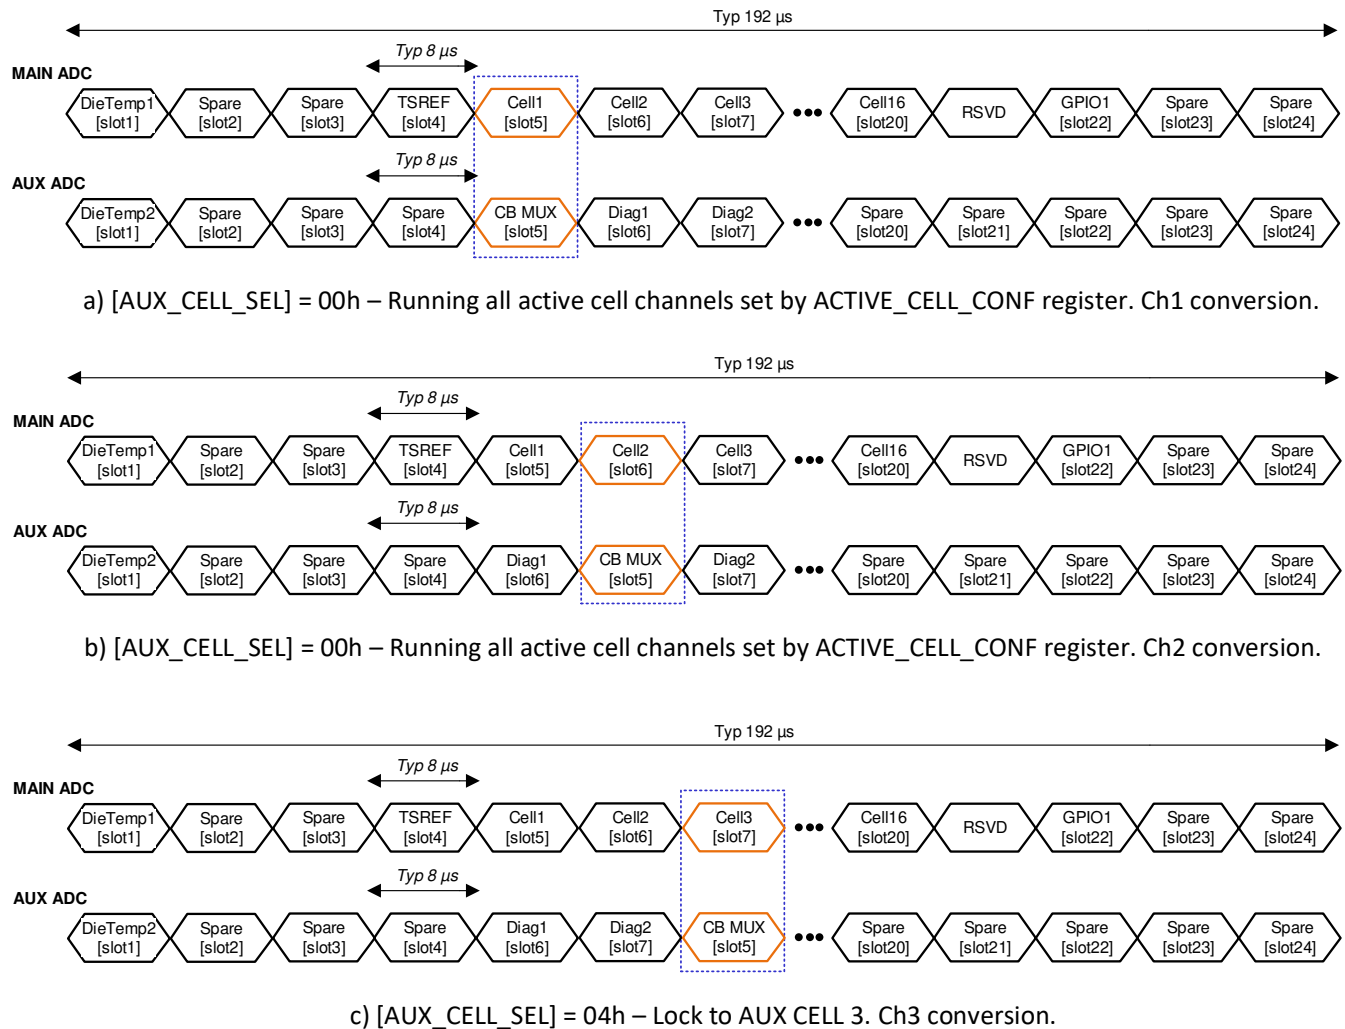 Typ 192 µs
Typ 8 µs
MAIN ADC
DieTemp1 [slot1] Spare [slot2] Spare [slot3] TSREF [slot4] Cell1 [slot5] Cell2 [slot6] Cell3 [slot7] ••• Cell16 [slot20] RSVD GPIO1 [slot22] Spare [slot23] Spare [slot24]
Typ 8 µs
AUX ADC
DieTemp2 [slot1] Spare [slot2] Spare [slot3] Spare [slot4] CB MUX [slot5] Diag1 [slot6] Diag2 [slot7] ••• Spare [slot20] Spare [slot21] Spare [slot22] Spare [slot23] Spare [slot24]
a) [AUX_CELL_SEL] = 00h – Running all active cell channels set by ACTIVE_CELL_CONF register. Ch1 conversion.
Typ 192 µs
Typ 8 µs
MAIN ADC
DieTemp1 [slot1] Spare [slot2] Spare [slot3] TSREF [slot4] Cell1 [slot5] Cell2 [slot6] Cell3 [slot7] ••• Cell16 [slot20] RSVD GPIO1 [slot22] Spare [slot23] Spare [slot24]
Typ 8 µs
AUX ADC
DieTemp2 [slot1] Spare [slot2] Spare [slot3] Spare [slot4] Diag1 [slot6] CB MUX [slot5] Diag2 [slot7] ••• Spare [slot20] Spare [slot21] Spare [slot22] Spare [slot23] Spare [slot24]
b) [AUX_CELL_SEL] = 00h – Running all active cell channels set by ACTIVE_CELL_CONF register. Ch2 conversion.
Typ 192 µs
Typ 8 µs
MAIN ADC
DieTemp1 [slot1] Spare [slot2] Spare [slot3] TSREF [slot4] Cell1 [slot5] Cell2 [slot6] Cell3 [slot7] ••• Cell16 [slot20] RSVD GPIO1 [slot22] Spare [slot23] Spare [slot24]
Typ 8 µs
AUX ADC
DieTemp2 [slot1] Spare [slot2] Spare [slot3] Spare [slot4] Diag1 [slot6] Diag2 [slot7] CB MUX [slot5] ••• Spare [slot20] Spare [slot21] Spare [slot22] Spare [slot23] Spare [slot24]
c) [AUX_CELL_SEL] = 04h – Lock to AUX CELL 3. Ch3 conversion.